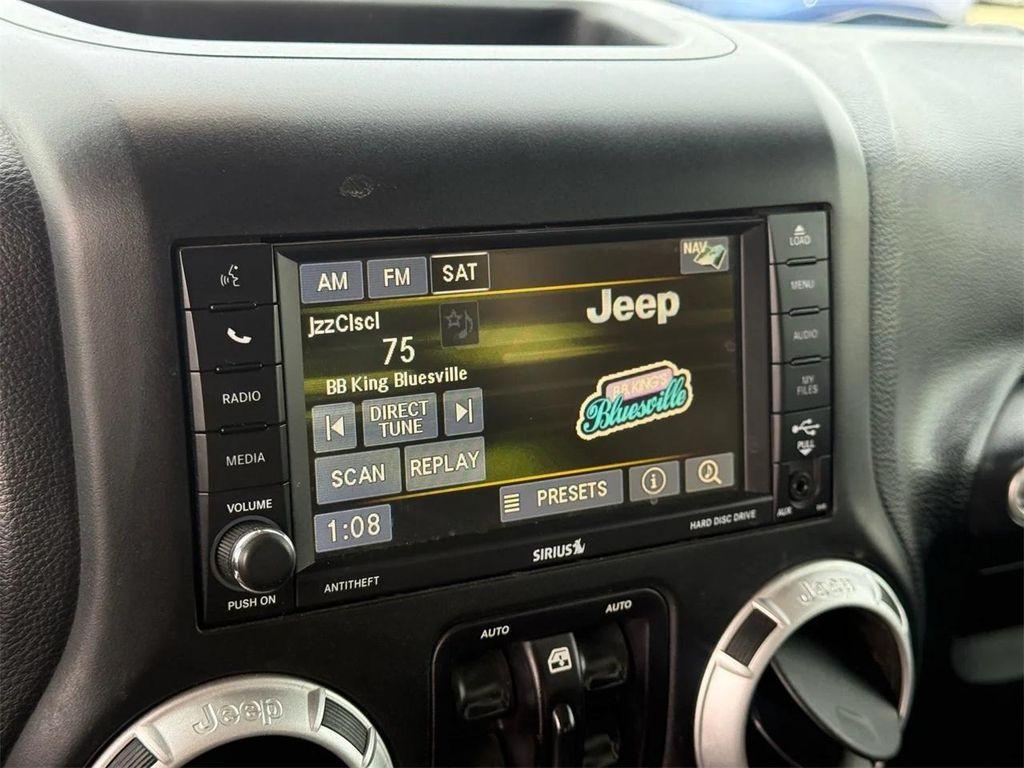 AM FM SAT NAV
JzzClscl
75
BB King Bluesville
Jeep
B.B. KING'S
Bluesville
DIRECT
TUNE
SCAN REPLAY
PRESETS
1:08
RADIO
MEDIA
VOLUME
PUSH ON
LOAD
MENU
AUDIO
MY
FILES
PULL
AUX
ANTITHEFT
SIRIUS
HARD DISC DRIVE
AUTO AUTO
Jeep
Jeep